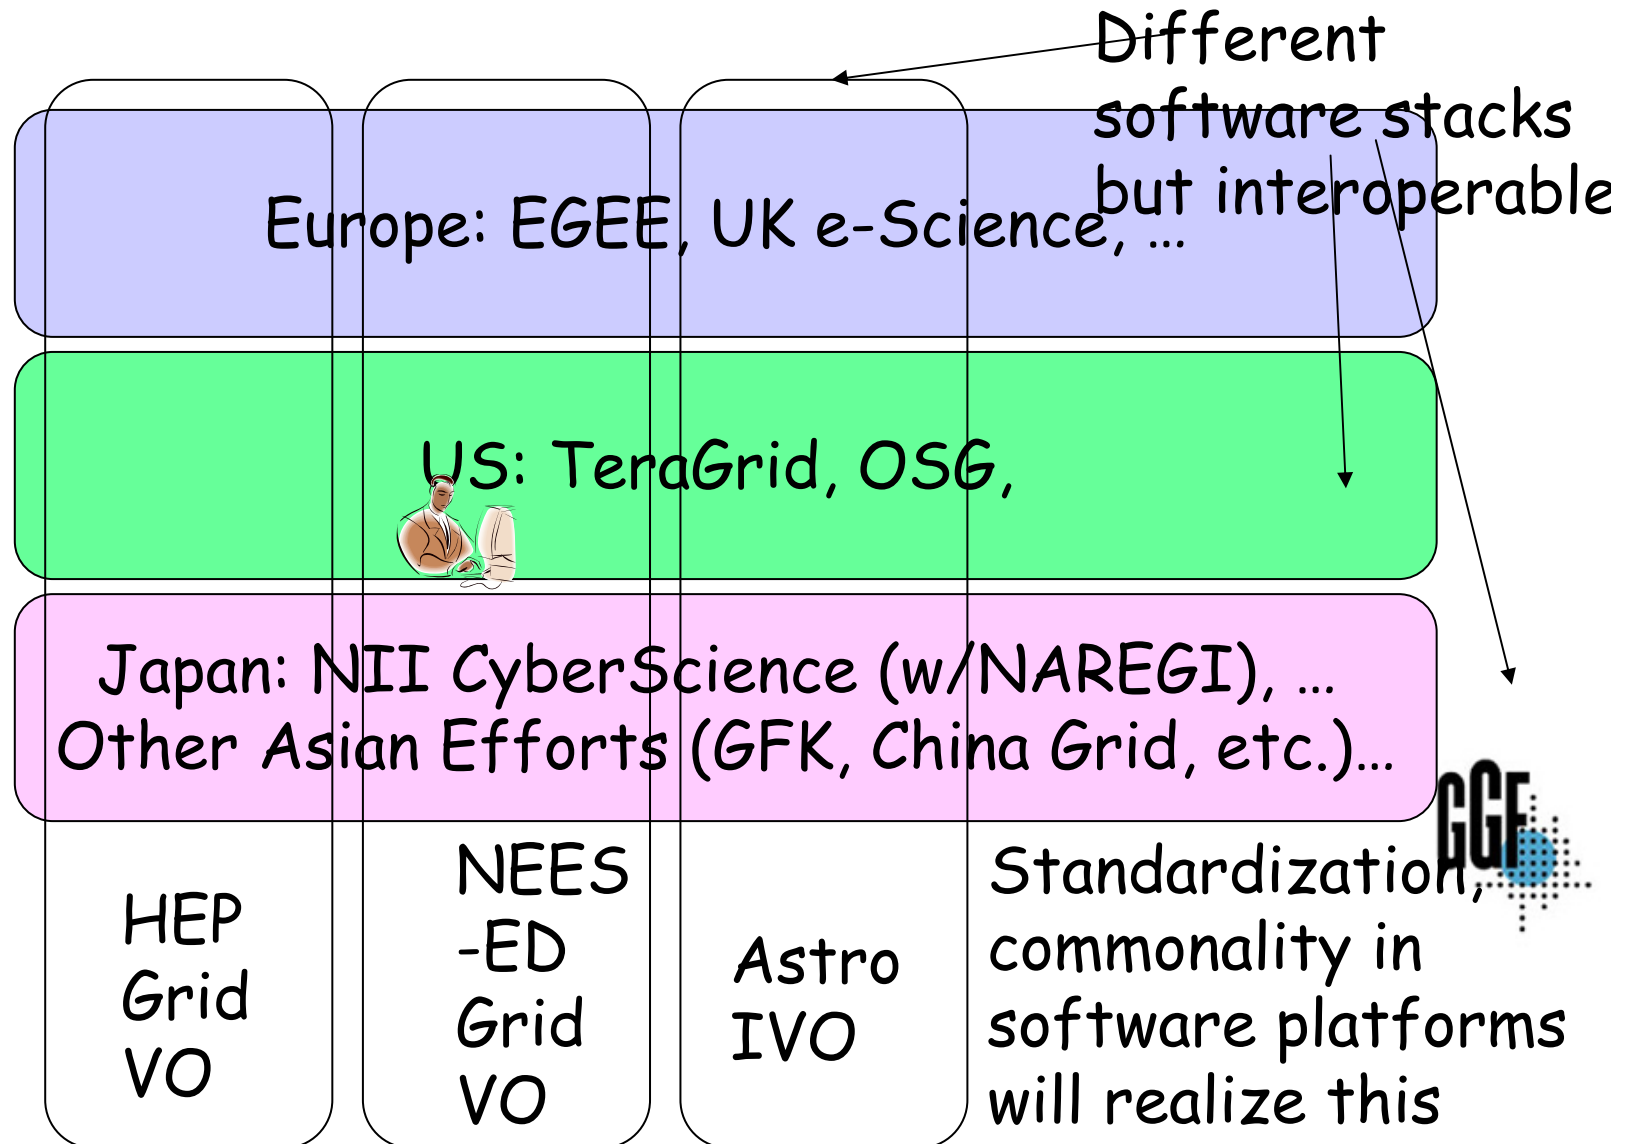 Different
software stacks
but interoperable
Europe: EGEE, UK e-Science, ...
US: TeraGrid, OSG,
Japan: NII CyberScience (w/NAREGI), ...
Other Asian Efforts (GFK, China Grid, etc.)...
GGF
HEP
Grid
VO
NEES
-ED
Grid
VO
Astro
IVO
Standardization,
commonality in
software platforms
will realize this